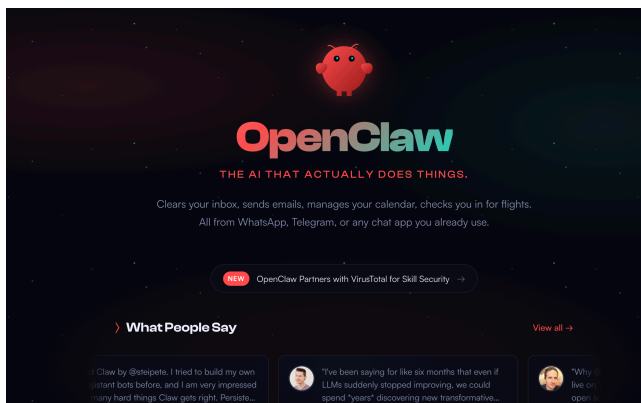 OpenClaw
THE AI THAT ACTUALLY DOES THINGS.
Clears your inbox, sends emails, manages your calendar, checks you in for flights.
All from WhatsApp, Telegram, or any chat app you already use.
NEW OpenClaw Partners with VirusTotal for Skill Security →
⟩ What People Say
View all →
Claw by @steipete. I tried to build my own
bots before, and I am very impressed
many hard things Claw gets right. Persiste...
"I've been saying for like six months that even if
LLMs suddenly stopped improving, we could
spend *years* discovering new transformative...
"Why
live
open